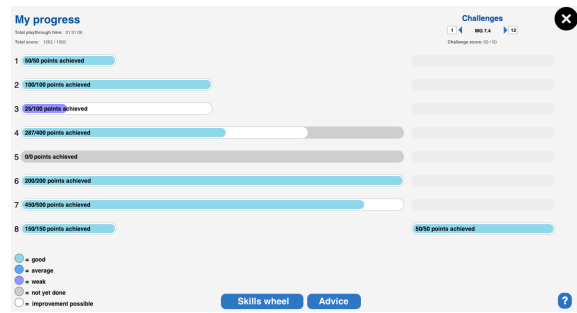 My progress
Total playthrough time: 01:31:06
Total score: 1262 / 1500
Challenges
1 WG 7.4 13
Challenge score: 50 / 50
1 50/50 points achieved
2 100/100 points achieved
3 25/100 points achieved
4 287/400 points achieved
5 0/0 points achieved
6 200/200 points achieved
7 450/500 points achieved
8 150/150 points achieved 50/50 points achieved
= good
= average
= weak
= not yet done
= improvement possible
Skills wheel Advice ?